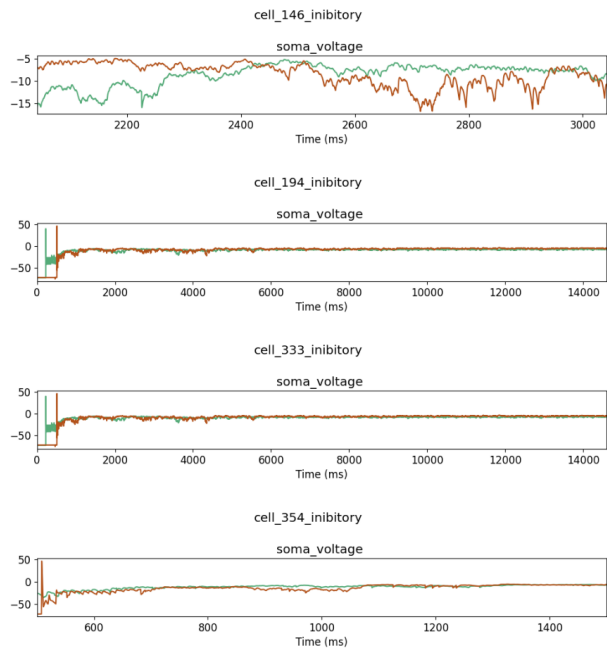 cell_146_inibitory
soma_voltage
−5
−10
−15
2200 2400 2600 2800 3000
Time (ms)
cell_194_inibitory
soma_voltage
50
0
−50
0 2000 4000 6000 8000 10000 12000 14000
Time (ms)
cell_333_inibitory
soma_voltage
50
0
−50
0 2000 4000 6000 8000 10000 12000 14000
Time (ms)
cell_354_inibitory
soma_voltage
50
0
−50
600 800 1000 1200 1400
Time (ms)